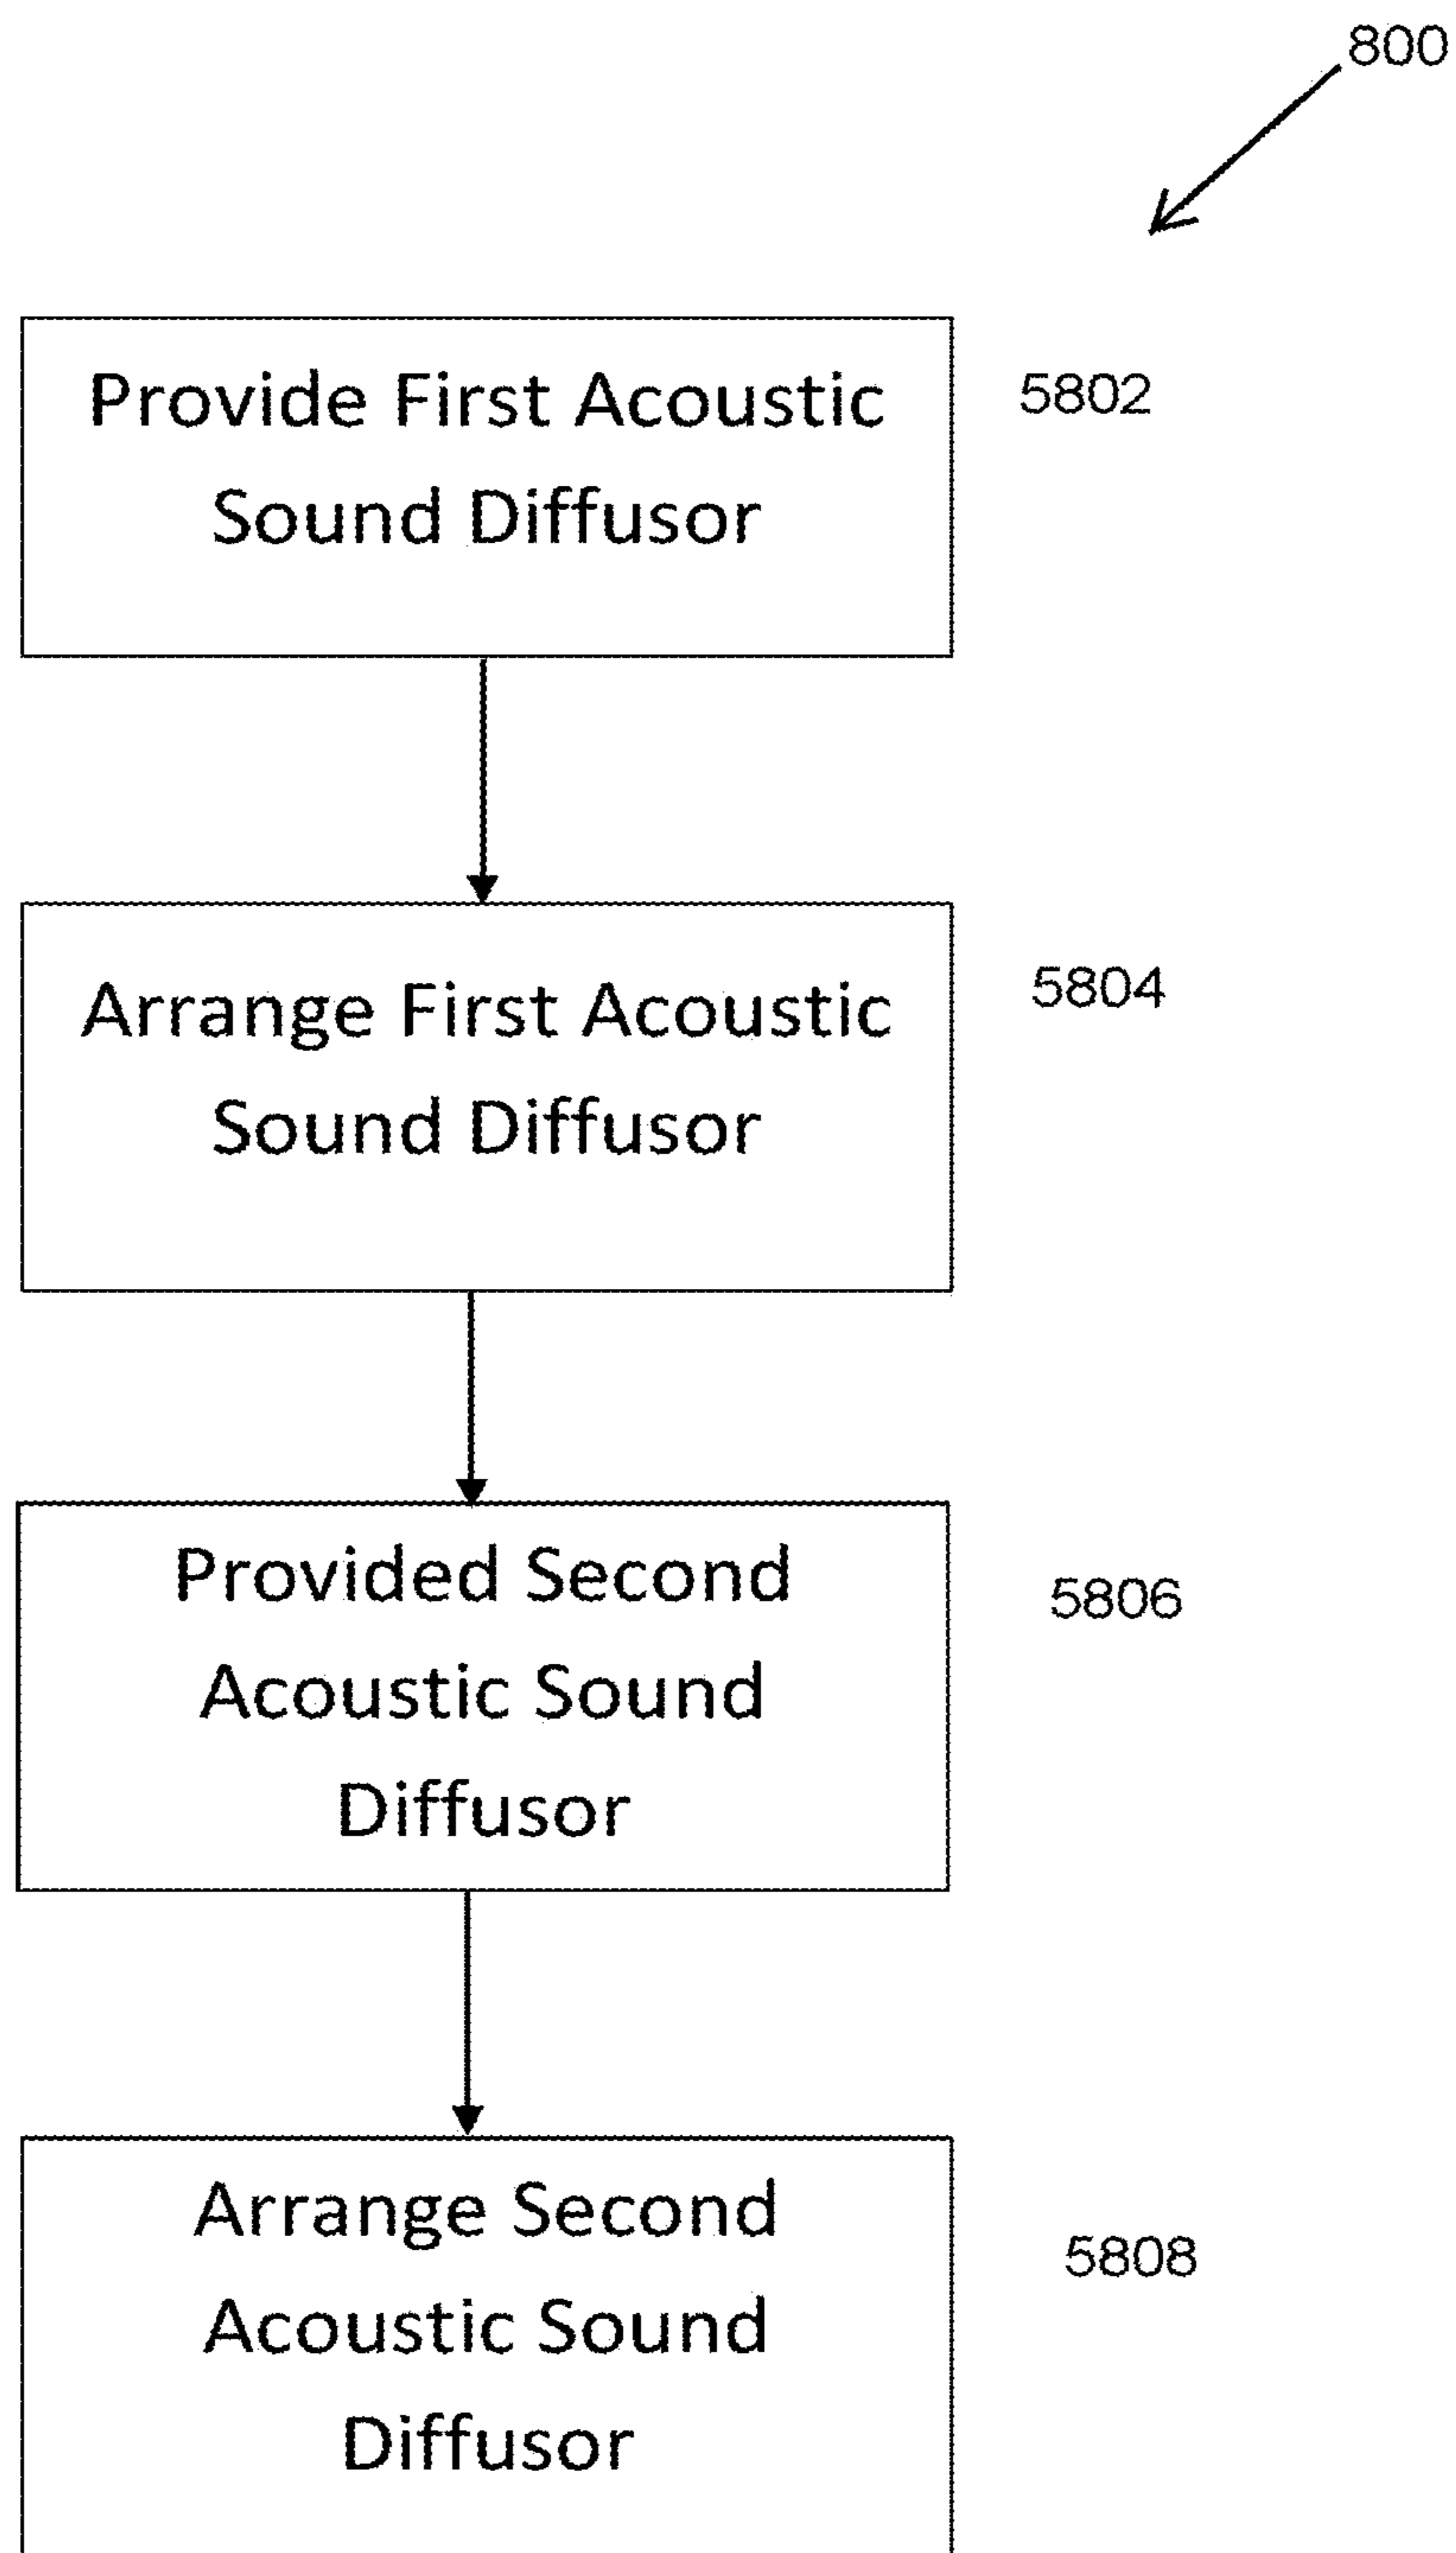 800
Provide First Acoustic
Sound Diffusor
5802
Arrange First Acoustic
Sound Diffusor
5804
Provided Second
Acoustic Sound
Diffusor
5806
Arrange Second
Acoustic Sound
Diffusor
5808